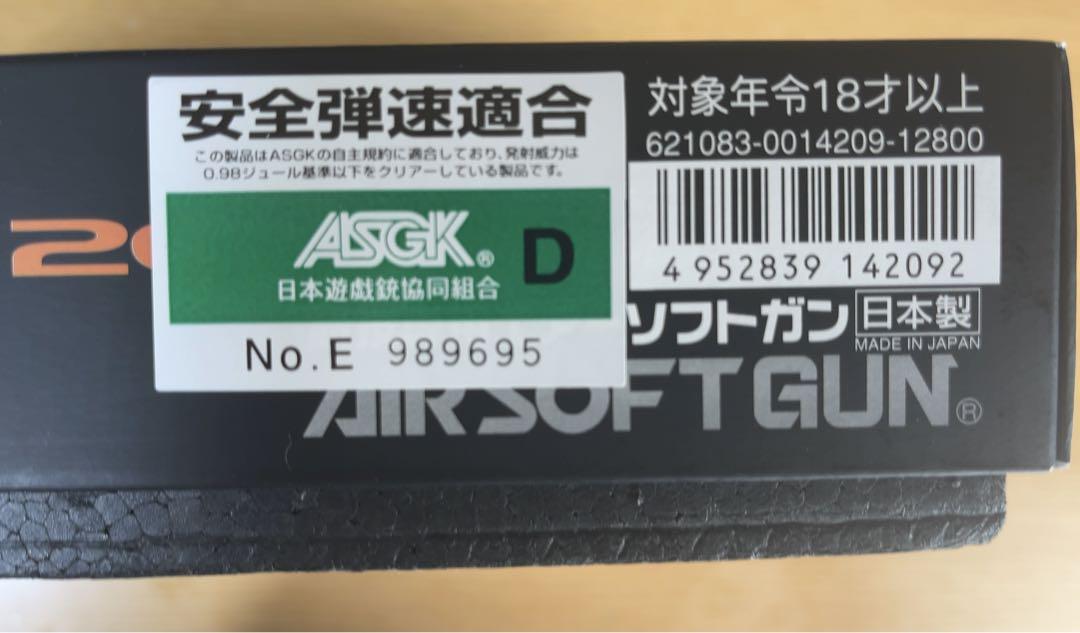 安全弾速適合
この製品はASGKの自主規約に適合しており、発射威力は
0.98ジュール基準以下をクリアーしている製品です。
ASGK®
日本遊戯銃協同組合
D
No.E 989695
対象年令18才以上
621083-0014209-12800
4 952839 142092
ソフトガン
日本製
MADE IN JAPAN
AIRSOFT GUN®
2